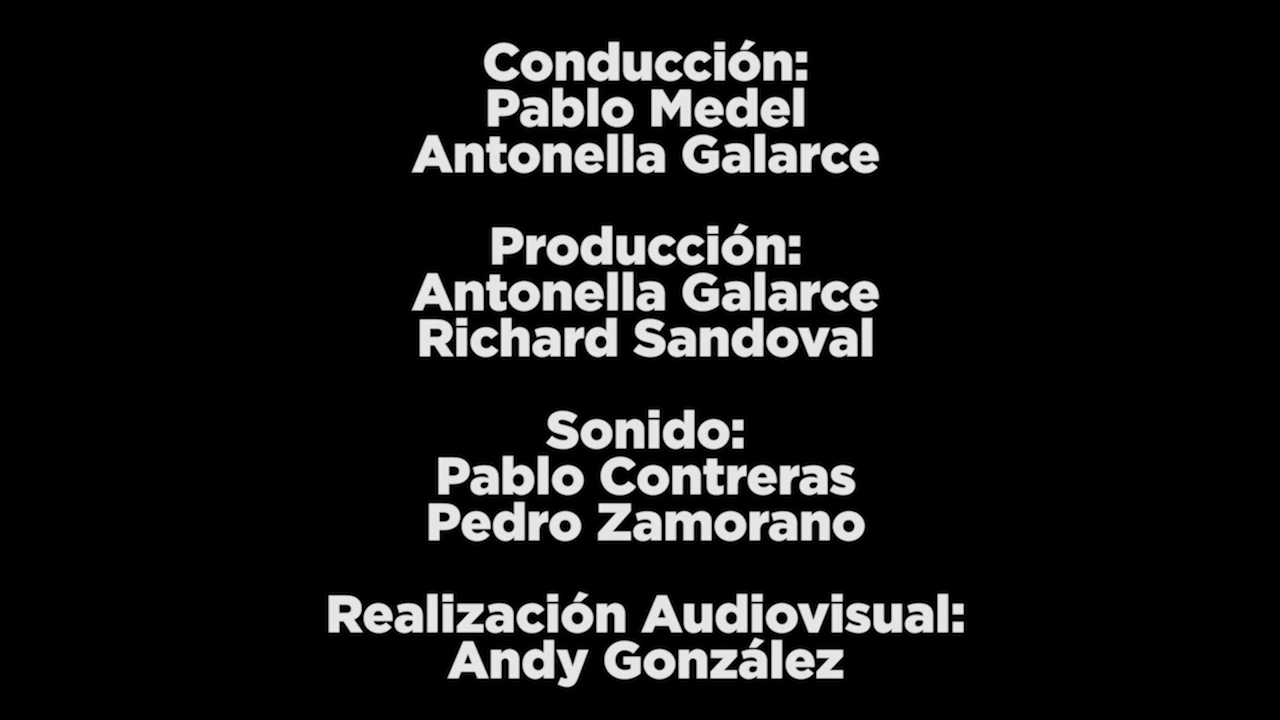 Conducción:
Pablo Medel
Antonella Galarce
Producción:
Antonella Galarce
Richard Sandoval
Sonido:
Pablo Contreras
Pedro Zamorano
Realización Audiovisual:
Andy González